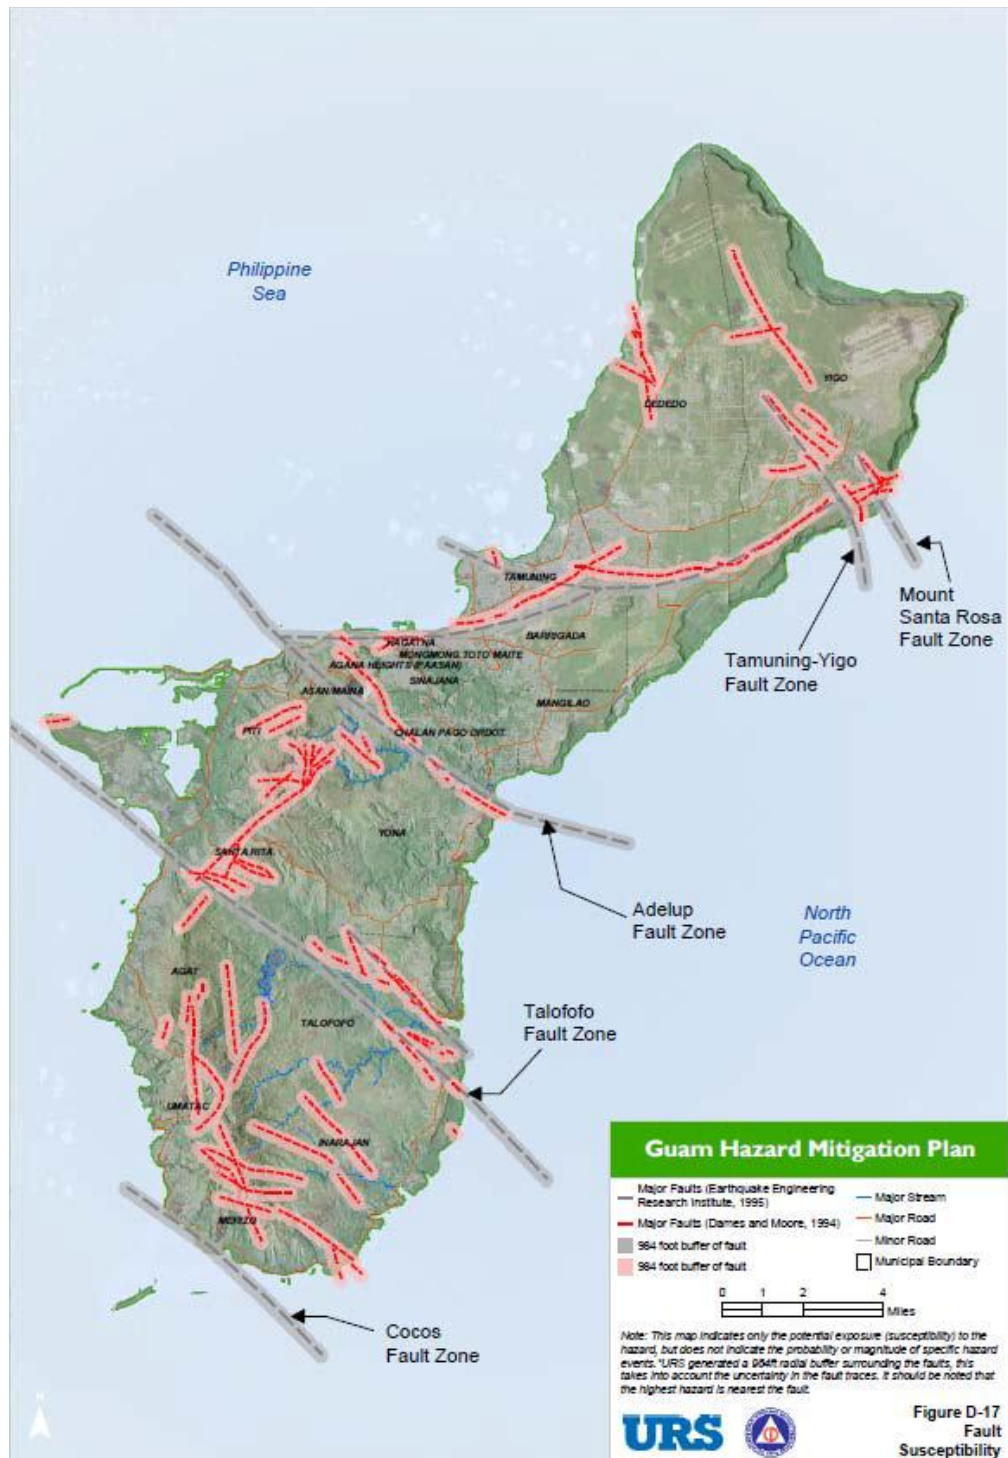 Philippine
Sea
YIGO
DEDEDO
TAMUNING
Mount
Santa Rosa
Fault Zone
Tamuning-Yigo
Fault Zone
HAGATNA
BARRIGADA
MONGMONG TOTO MAITE
AGANA HEIGHTS (PAASAN)
SINAJANA
ASAN/MAINA
MANGILAO
PITI
CHALAN PAGO ORDOT
YONA
SANTA RITA
Adelup
Fault Zone
North
Pacific
Ocean
AGAT
TALOFOFO
Talofofo
Fault Zone
UMATAC
INARAJAN
MERIZO
Cocos
Fault Zone
N
Guam Hazard Mitigation Plan
Major Faults (Earthquake Engineering
Research Institute, 1995)
Major Faults (Dames and Moore, 1994)
984 foot buffer of fault
984 foot buffer of fault
Major Stream
Major Road
Minor Road
Municipal Boundary
0 1 2 4
Miles
Note: This map indicates only the potential exposure (susceptibility) to the
hazard, but does not indicate the probability or magnitude of specific hazard
events. *URS generated a 984ft radial buffer surrounding the faults, this
takes into account the uncertainty in the fault traces. It should be noted that
the highest hazard is nearest the fault.
URS
Figure D-17
Fault
Susceptibility